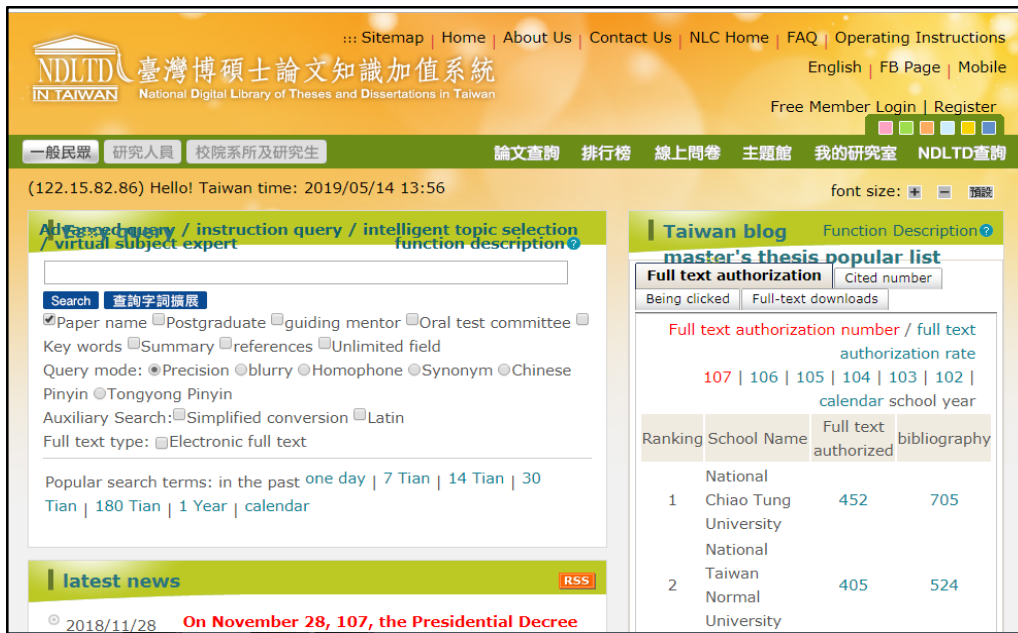 ::: Sitemap | Home | About Us | Contact Us | NLC Home | FAQ | Operating Instructions
English | FB Page | Mobile
NDLTD IN TAIWAN
臺灣博碩士論文知識加值系統
National Digital Library of Theses and Dissertations in Taiwan
Free Member Login | Register
一般民眾 研究人員 校院系所及研究生 論文查詢 排行榜 線上問卷 主題館 我的研究室 NDLTD查詢
(122.15.82.86) Hello! Taiwan time: 2019/05/14 13:56
font size: + - 預設
Easy query
Advanced query / instruction query / intelligent topic selection
/ virtual subject expert function description ?
Search 查詢字詞擴展
Paper name Postgraduate guiding mentor Oral test committee
Key words Summary references Unlimited field
Query mode: Precision blurry Homophone Synonym Chinese
Pinyin Tongyong Pinyin
Auxiliary Search: Simplified conversion Latin
Full text type: Electronic full text
Popular search terms: in the past one day | 7 Tian | 14 Tian | 30
Tian | 180 Tian | 1 Year | calendar
latest news RSS
2018/11/28 On November 28, 107, the Presidential Decree
Taiwan blog Function Description ?
master's thesis popular list
Full text authorization Cited number
Being clicked Full-text downloads
Full text authorization number / full text
authorization rate
107 | 106 | 105 | 104 | 103 | 102 |
calendar school year
Ranking School Name Full text authorized bibliography
1 National Chiao Tung University 452 705
2 National Taiwan Normal University 405 524